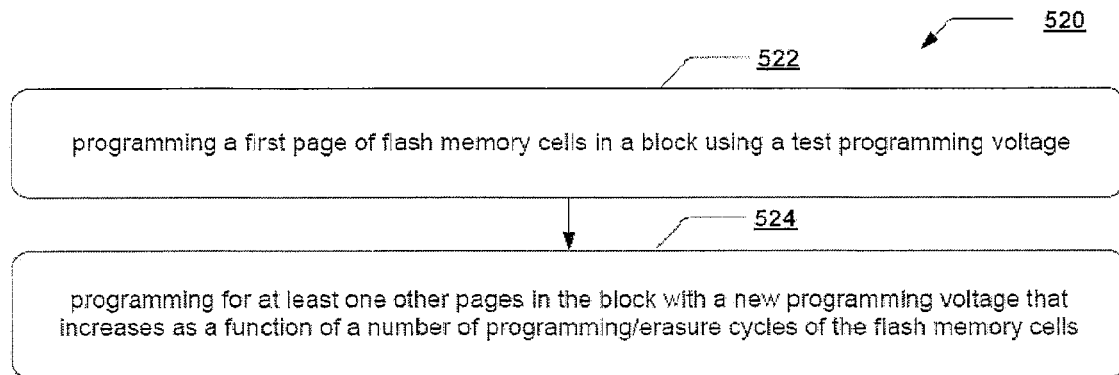 520
522
programming a first page of flash memory cells in a block using a test programming voltage
524
programming for at least one other pages in the block with a new programming voltage that
increases as a function of a number of programming/erasure cycles of the flash memory cells